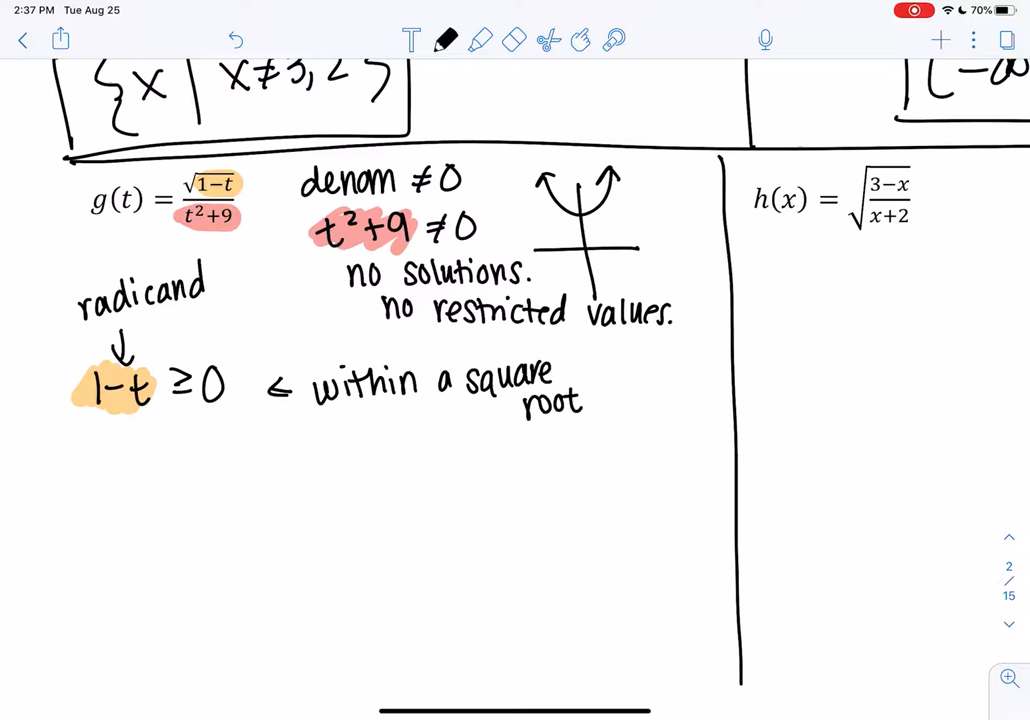 2:37 PM Tue Aug 25
70%
{x | x≠3, 2}
(-∞
g(t) = √(1−t) / (t²+9)
denom ≠ 0
t²+9 ≠ 0
no solutions.
no restricted values.
radicand
↓
1-t ≥ 0 ← within a square
root
h(x) = √((3−x)/(x+2))
2
/
15